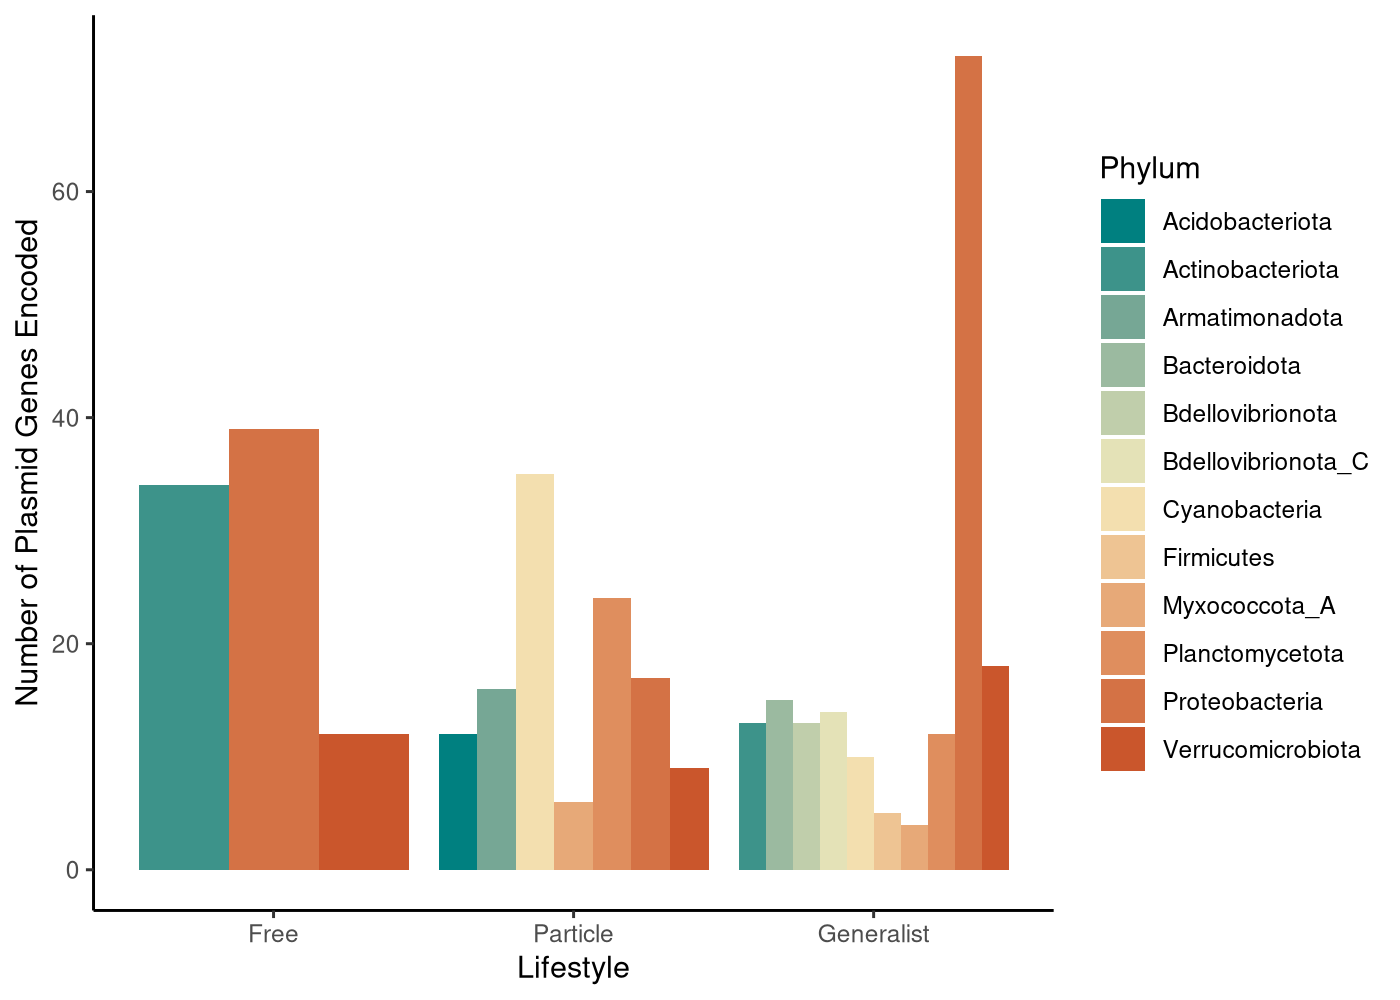 Number of Plasmid Genes Encoded
60
40
20
0
Free
Particle
Generalist
Lifestyle
Phylum
Acidobacteriota
Actinobacteriota
Armatimonadota
Bacteroidota
Bdellovibrionota
Bdellovibrionota_C
Cyanobacteria
Firmicutes
Myxococcota_A
Planctomycetota
Proteobacteria
Verrucomicrobiota